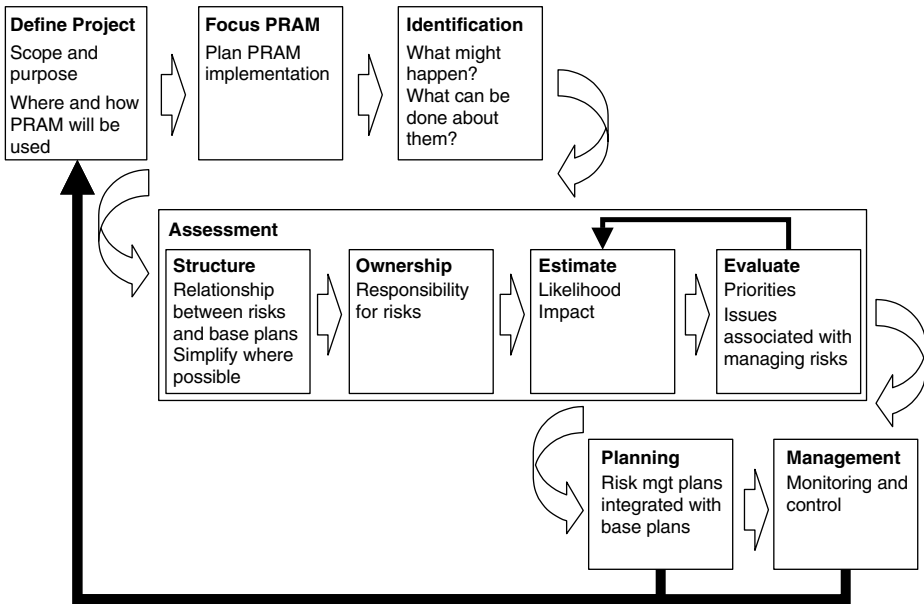 Define Project
Scope and
purpose
Where and how
PRAM will be
used
Focus PRAM
Plan PRAM
implementation
Identification
What might
happen?
What can be
done about
them?
Assessment
Structure
Relationship
between risks
and base plans
Simplify where
possible
Ownership
Responsibility
for risks
Estimate
Likelihood
Impact
Evaluate
Priorities
Issues
associated with
managing risks
Planning
Risk mgt plans
integrated with
base plans
Management
Monitoring and
control